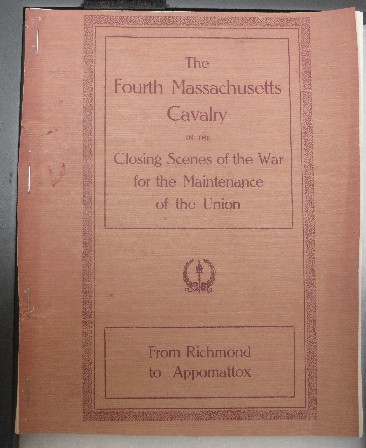 The
Fourth Massachusetts
Cavalry
IN THE
Closing Scenes of the War
for the Maintenance
of the Union
From Richmond
to Appomattox